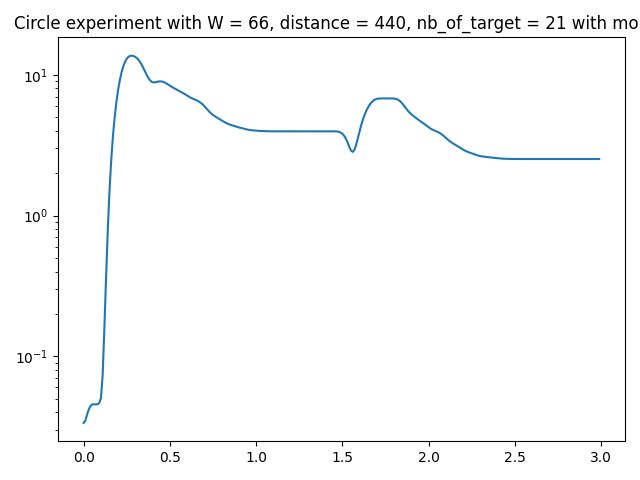 Circle experiment with W = 66, distance = 440, nb_of_target = 21 with mo
10¹
10⁰
10⁻¹
0.0 0.5 1.0 1.5 2.0 2.5 3.0